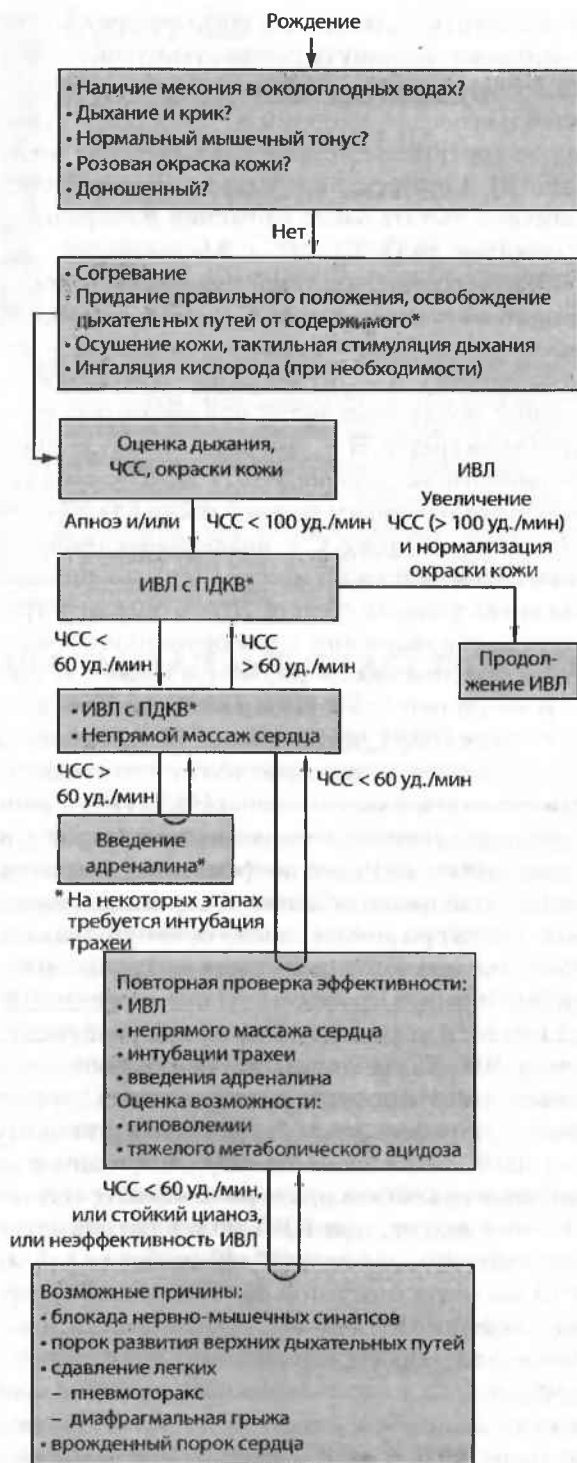 Рождение
• Наличие мекония в околоплодных водах?
• Дыхание и крик?
• Нормальный мышечный тонус?
• Розовая окраска кожи?
• Доношенный?
Нет
• Согревание
• Придание правильного положения, освобождение
дыхательных путей от содержимого*
• Осушение кожи, тактильная стимуляция дыхания
• Ингаляция кислорода (при необходимости)
Оценка дыхания,
ЧСС, окраски кожи
ИВЛ
Увеличение
ЧСС (> 100 уд./мин)
и нормализация
окраски кожи
Апноэ и/или
ЧСС < 100 уд./мин
ИВЛ с ПДКВ*
ЧСС <
60 уд./мин
ЧСС
> 60 уд./мин
Продол-
жение ИВЛ
• ИВЛ с ПДКВ*
• Непрямой массаж сердца
ЧСС >
60 уд./мин
ЧСС < 60 уд./мин
Введение
адреналина*
* На некоторых этапах
требуется интубация
трахеи
Повторная проверка эффективности:
• ИВЛ
• непрямого массажа сердца
• интубации трахеи
• введения адреналина
Оценка возможности:
• гиповолемии
• тяжелого метаболического ацидоза
ЧСС < 60 уд./мин,
или стойкий цианоз,
или неэффективность ИВЛ
Возможные причины:
• блокада нервно-мышечных синапсов
• порок развития верхних дыхательных путей
• сдавление легких
– пневмоторакс
– диафрагмальная грыжа
• врожденный порок сердца